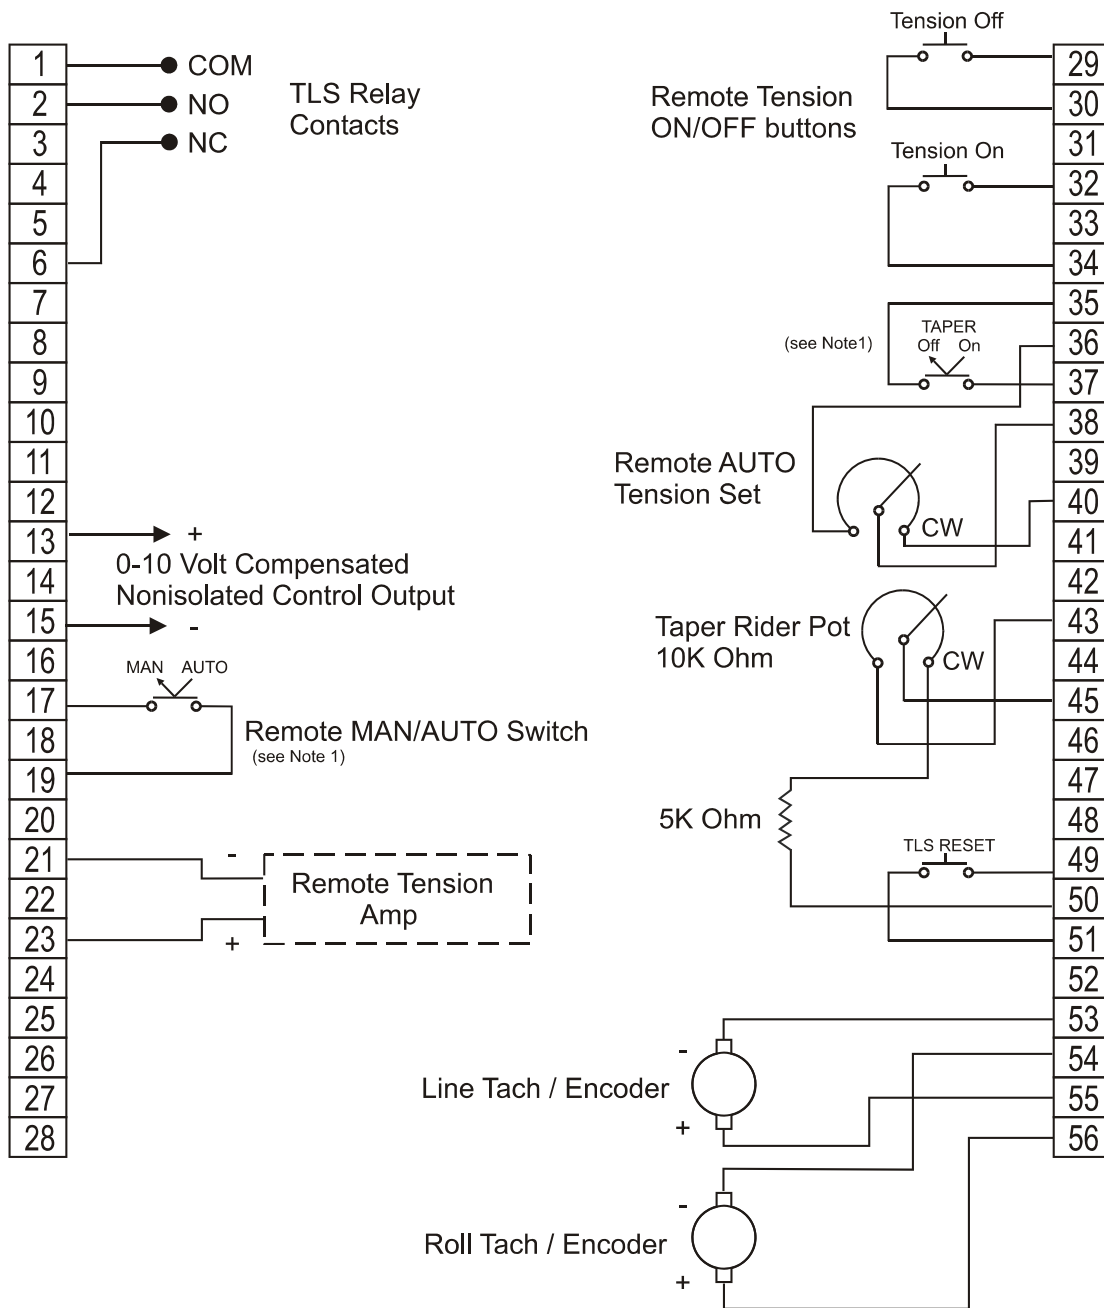 1
2
3
4
5
6
7
8
9
10
11
12
13
14
15
16
17
18
19
20
21
22
23
24
25
26
27
28
COM
NO
NC
TLS Relay
Contacts
+
0-10 Volt Compensated
Nonisolated Control Output
-
MAN AUTO
Remote MAN/AUTO Switch
(see Note 1)
-
Remote Tension
Amp
+
Tension Off
Remote Tension
ON/OFF buttons
Tension On
(see Note1)
TAPER
Off On
Remote AUTO
Tension Set
CW
Taper Rider Pot
10K Ohm
CW
5K Ohm
TLS RESET
-
Line Tach / Encoder
+
-
Roll Tach / Encoder
+
29
30
31
32
33
34
35
36
37
38
39
40
41
42
43
44
45
46
47
48
49
50
51
52
53
54
55
56